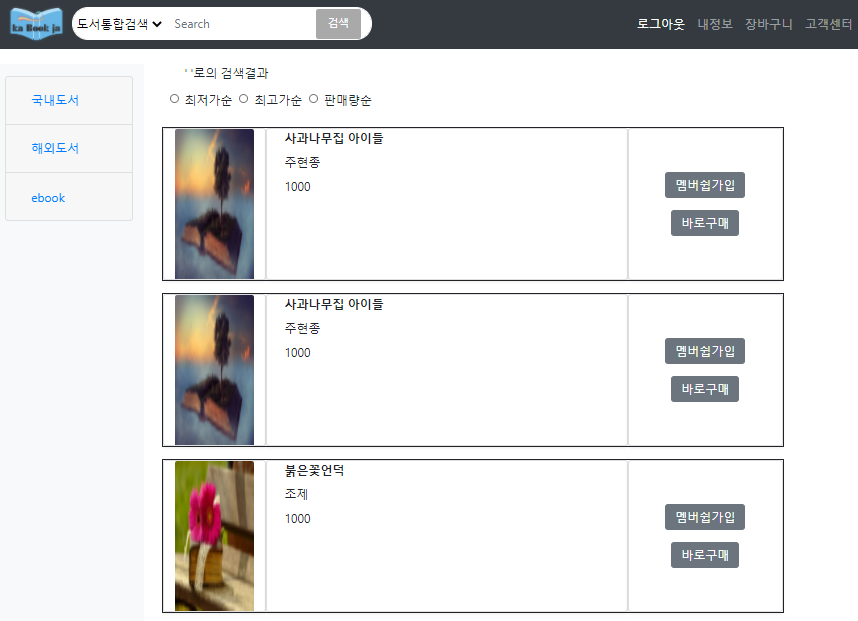 ka Book ja
도서통합검색 Search 검색 로그아웃 내정보 장바구니 고객센터
' '로의 검색결과
최저가순 최고가순 판매량순
국내도서
해외도서
ebook
사과나무집 아이들
주현종
1000
멤버쉽가입
바로구매
사과나무집 아이들
주현종
1000
멤버쉽가입
바로구매
붉은꽃언덕
조제
1000
멤버쉽가입
바로구매